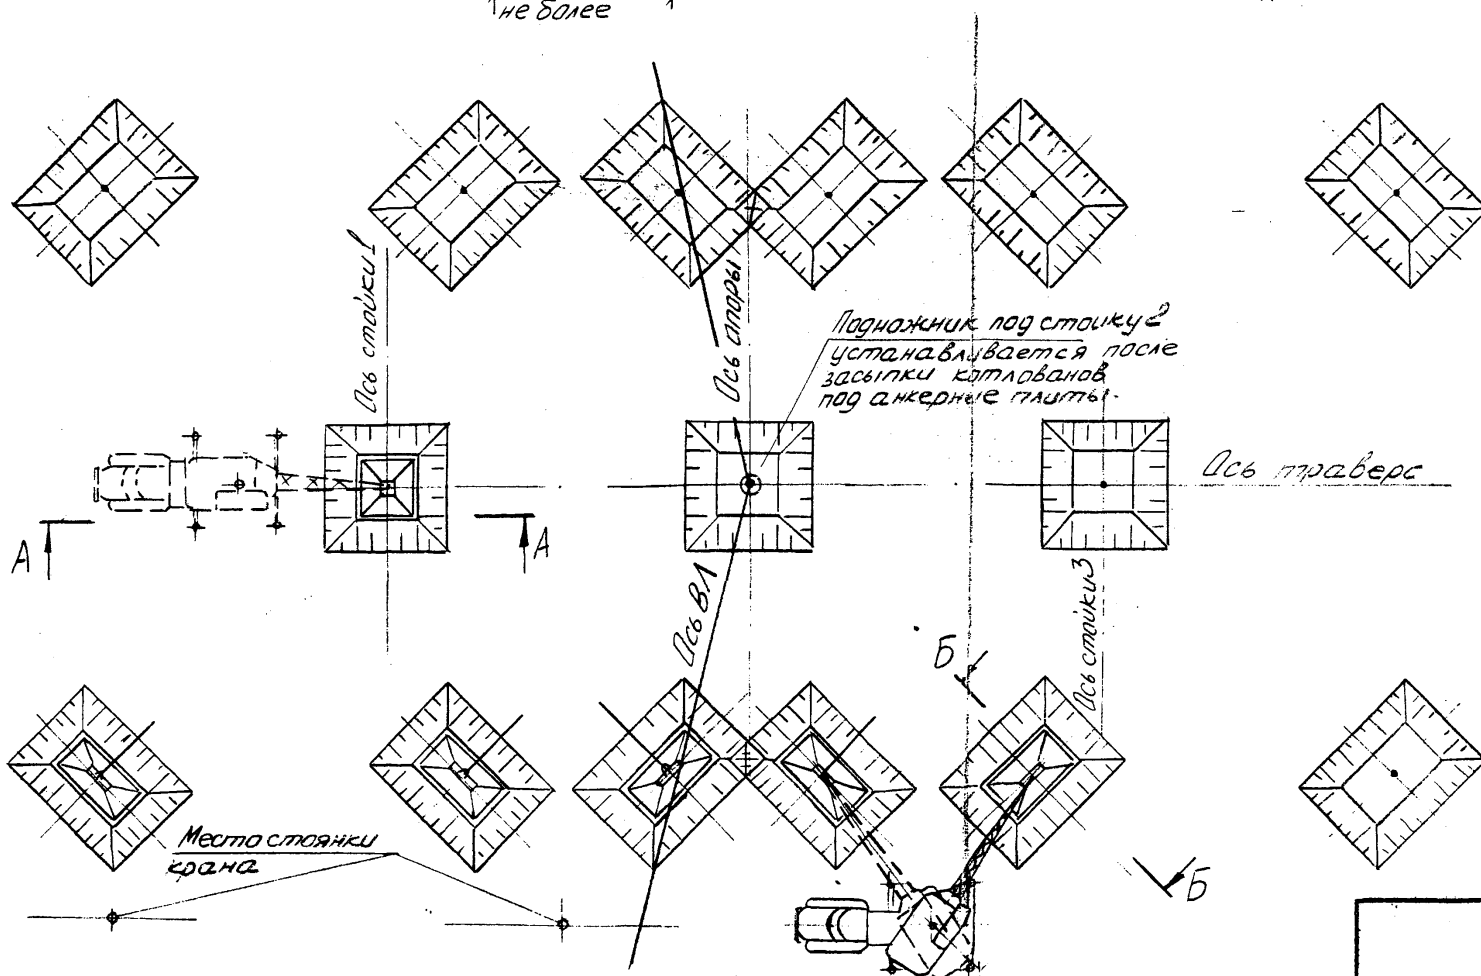 не более
Ось стойки 1
Ось опоры
Подножник под стойку 2
устанавливается после
засыпки котлованов
под анкерные плиты.
Ось траверс
А
А
Ось ВЛ
Б
Ось стойки 3
Место стоянки
крана
Б